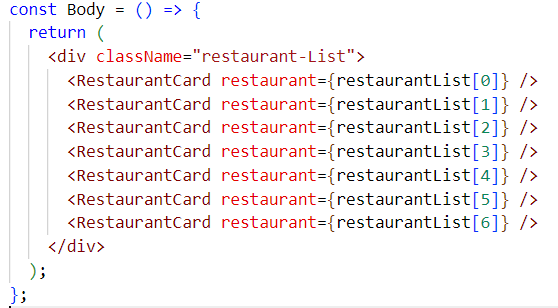 const Body = () => {
  return (
    <div className="restaurant-List">
      <RestaurantCard restaurant={restaurantList[0]} />
      <RestaurantCard restaurant={restaurantList[1]} />
      <RestaurantCard restaurant={restaurantList[2]} />
      <RestaurantCard restaurant={restaurantList[3]} />
      <RestaurantCard restaurant={restaurantList[4]} />
      <RestaurantCard restaurant={restaurantList[5]} />
      <RestaurantCard restaurant={restaurantList[6]} />
    </div>
  );
};